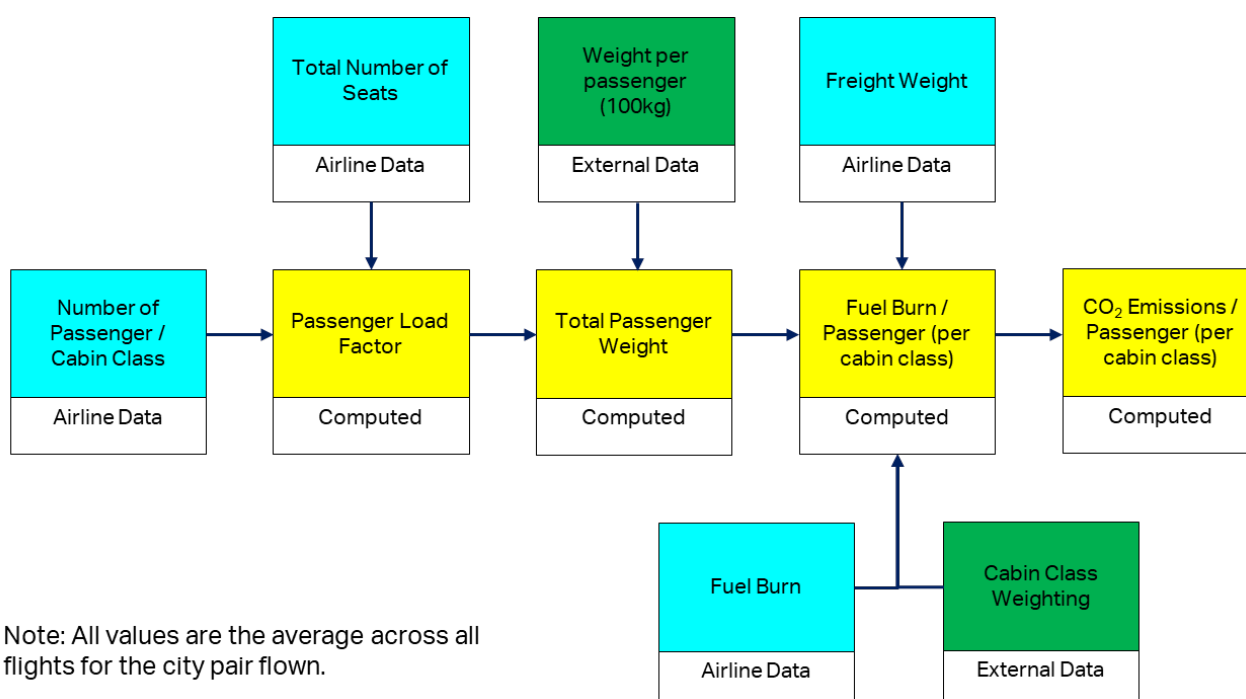 Total Number of
Seats
Airline Data
Weight per
passenger
(100kg)
External Data
Freight Weight
Airline Data
Number of
Passenger /
Cabin Class
Airline Data
Passenger Load
Factor
Computed
Total Passenger
Weight
Computed
Fuel Burn /
Passenger (per
cabin class)
Computed
CO₂ Emissions /
Passenger (per
cabin class)
Computed
Fuel Burn
Airline Data
Cabin Class
Weighting
External Data
Note: All values are the average across all
flights for the city pair flown.